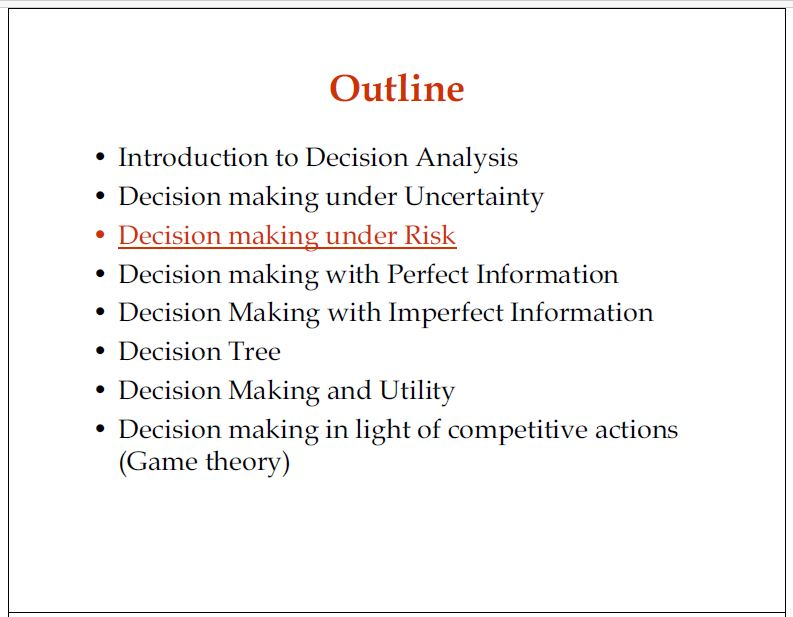 Outline
• Introduction to Decision Analysis
• Decision making under Uncertainty
• Decision making under Risk
• Decision making with Perfect Information
• Decision Making with Imperfect Information
• Decision Tree
• Decision Making and Utility
• Decision making in light of competitive actions
(Game theory)